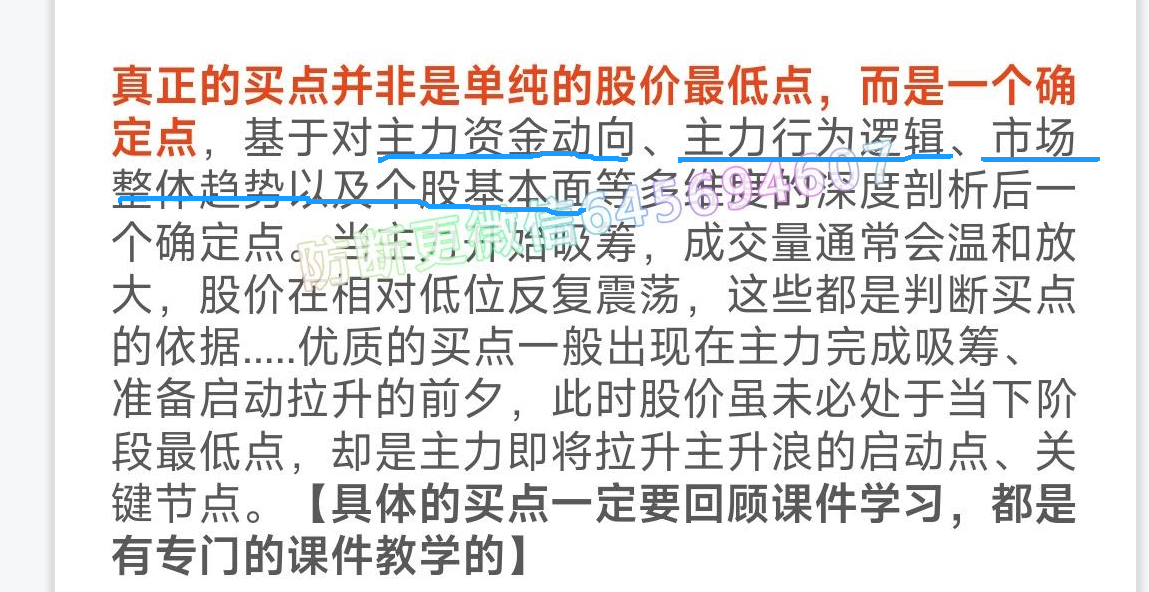 真正的买点并非是单纯的股价最低点，而是一个确
定点，基于对主力资金动向、主力行为逻辑、市场
整体趋势以及个股基本面等多维度的深度剖析后一
个确定点。当主力开始吸筹，成交量通常会温和放
大，股价在相对低位反复震荡，这些都是判断买点
的依据.....优质的买点一般出现在主力完成吸筹、
准备启动拉升的前夕，此时股价虽未必处于当下阶
段最低点，却是主力即将拉升主升浪的启动点、关
键节点。【具体的买点一定要回顾课件学习，都是
有专门的课件教学的】
防断更微信645694607